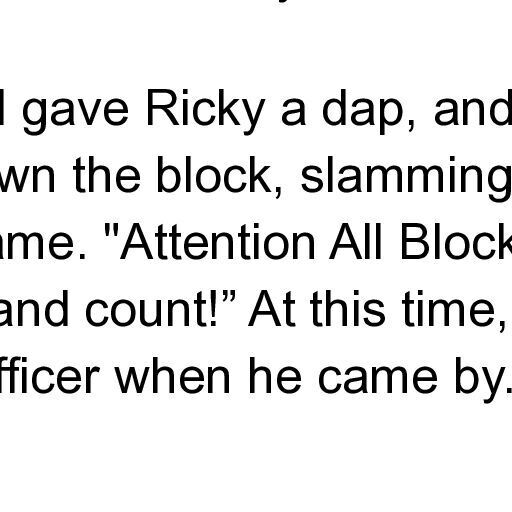 I gave Ricky a dap, and
wn the block, slamming
ame. "Attention All Block
and count!” At this time,
fficer when he came by.